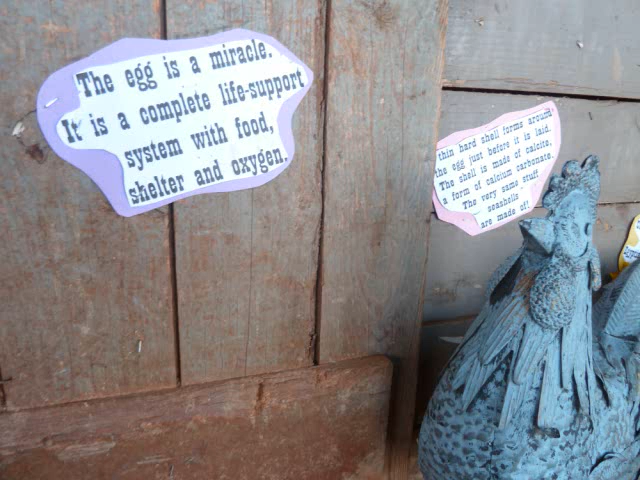 The egg is a miracle.
It is a complete life-support
system with food,
shelter and oxygen.
thin hard shell forms around
the egg just before it is laid.
The shell is made of calcite,
a form of calcium carbonate.
The very same stuff
seashells
are made of!